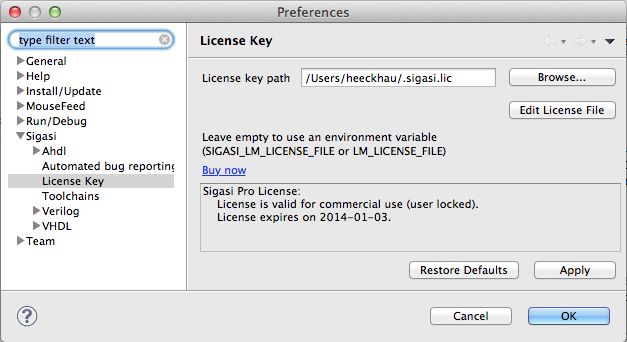 Preferences
type filter text
General
Help
Install/Update
MouseFeed
Run/Debug
Sigasi
Ahdl
Automated bug reporting
License Key
Toolchains
Verilog
VHDL
Team
License Key
License key path /Users/heeckhau/.sigasi.lic Browse...
Edit License File
Leave empty to use an environment variable
(SIGASI_LM_LICENSE_FILE or LM_LICENSE_FILE)
Buy now
Sigasi Pro License:
License is valid for commercial use (user locked).
License expires on 2014-01-03.
Restore Defaults Apply
? Cancel OK